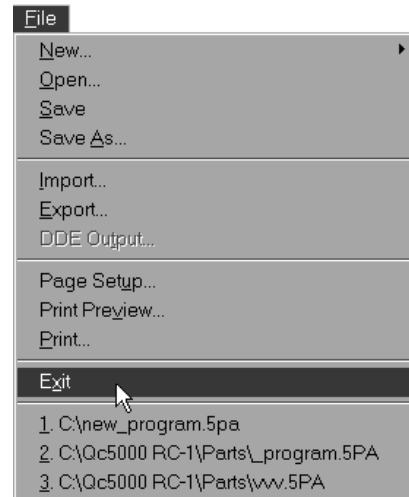 File
New...
Open...
Save
Save As...
Import...
Export...
DDE Output...
Page Setup...
Print Preview...
Print...
Exit
1. C:\new_program.5pa
2. C:\Qc5000 RC-1\Parts\_program.5PA
3. C:\Qc5000 RC-1\Parts\vvv.5PA